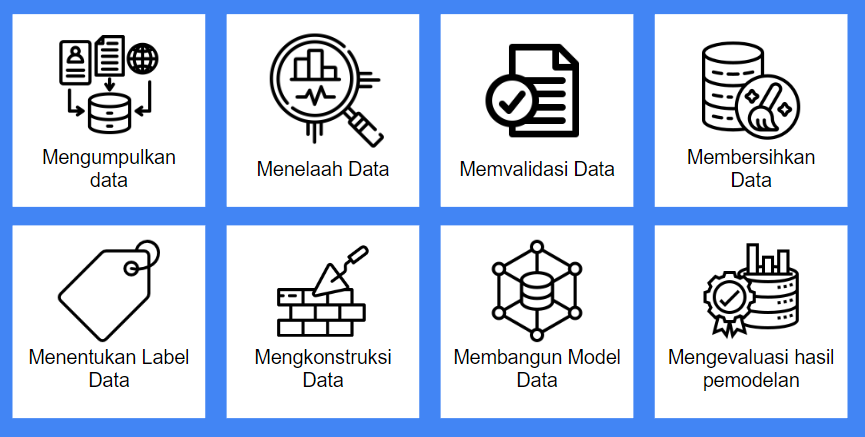 Mengumpulkan
data
Menelaah Data
Memvalidasi Data
Membersihkan
Data
Menentukan Label
Data
Mengkonstruksi
Data
Membangun Model
Data
Mengevaluasi hasil
pemodelan